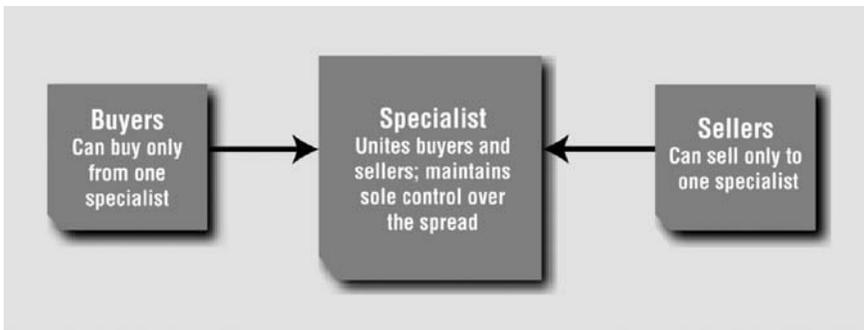 Buyers
Can buy only
from one
specialist
Specialist
Unites buyers and
sellers; maintains
sole control over
the spread
Sellers
Can sell only to
one specialist